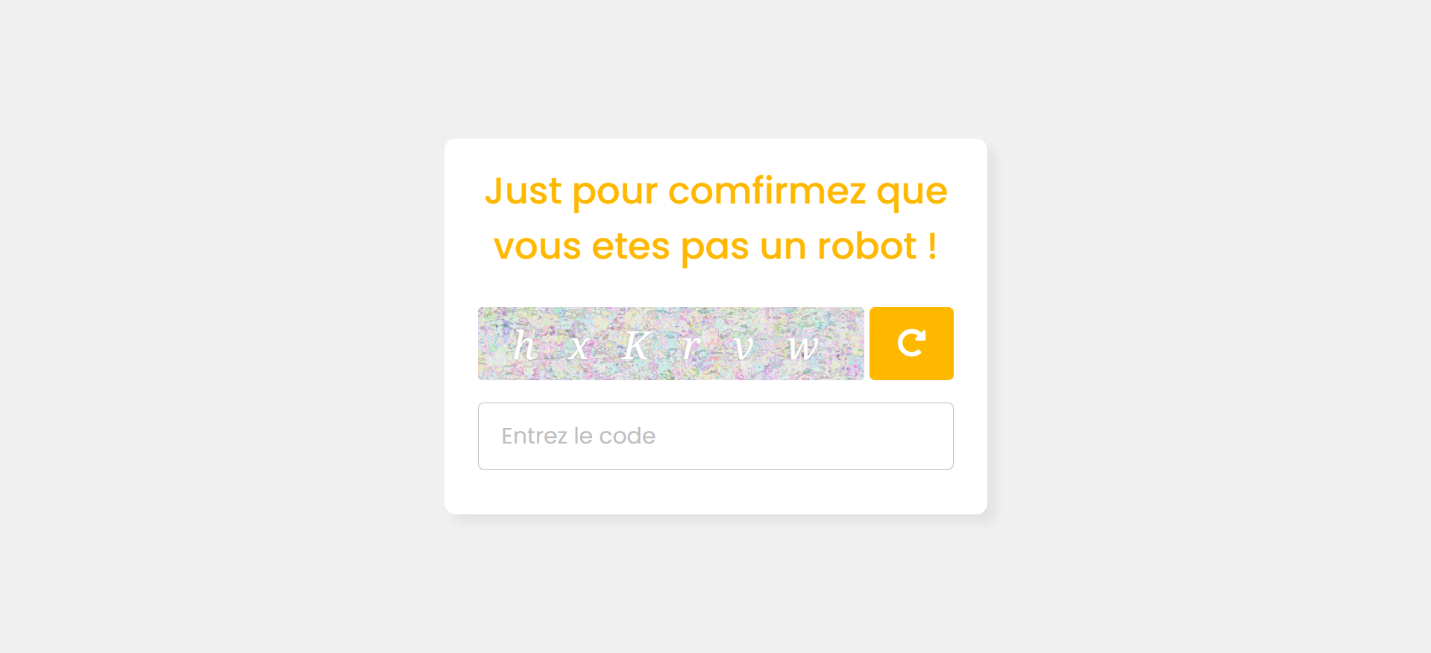 Just pour comfirmez que
vous etes pas un robot !
h x K r v w
Entrez le code